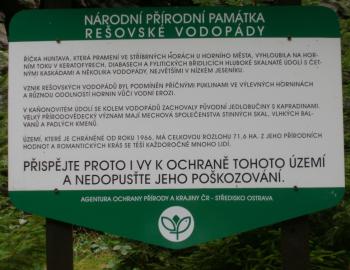 NÁRODNÍ PŘÍRODNÍ PAMÁTKA
REŠOVSKÉ VODOPÁDY
ŘÍČKA HUNTAVA, KTERÁ PRAMENÍ VE STŘÍBRNÝCH HORÁCH U HORNÍHO MĚSTA, VYHLOUBILA NA HOR-
NÍM TOKU V KERATOFYRECH, DIABASECH A FYLITICKÝCH BŘIDLICÍCH HLUBOKÉ SKALNATÉ ÚDOLÍ S ČET-
NÝMI KASKÁDAMI A NĚKOLIKA VODOPÁDY, NEJVĚTŠÍMI V NÍZKÉM JESENÍKU.
VZNIK REŠOVSKÝCH VODOPÁDŮ BYL PODMÍNĚN PŘÍČNÝMI PUKLINAMI VE VÝLEVNÝCH HORNINÁCH
A RŮZNOU ODOLNOSTÍ HORNIN VŮČI VODNÍ EROZI.
V KAŇONOVITÉM ÚDOLÍ SE KOLEM VODOPÁDŮ ZACHOVALY PŮVODNÍ JEDLOBUČINY S KAPRADINAMI.
VELKÝ PŘÍRODOVĚDECKÝ VÝZNAM MAJÍ MECHOVÁ SPOLEČENSTVA STINNÝCH SKAL, VLHKÝCH BAL-
VANŮ A PADLÝCH KMENŮ.
ÚZEMÍ, KTERÉ JE CHRÁNĚNÉ OD ROKU 1966, MÁ CELKOVOU ROZLOHU 71,6 HA. Z JEHO PŘÍRODNÍCH
HODNOT A ROMANTICKÝCH KRÁS SE TĚŠÍ KAŽDOROČNĚ MNOHO LIDÍ.
PŘISPĚJTE PROTO I VY K OCHRANĚ TOHOTO ÚZEMÍ
A NEDOPUSŤTE JEHO POŠKOZOVÁNÍ.
AGENTURA OCHRANY PŘÍRODY A KRAJINY ČR - STŘEDISKO OSTRAVA